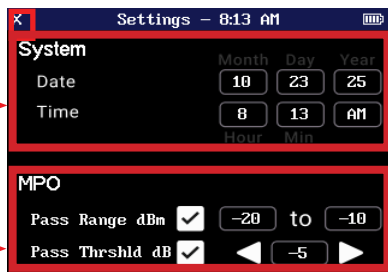 X Settings – 8:13 AM
System
Month Day Year
Date 10 23 25
Time 8 13 AM
Hour Min
MPO
Pass Range dBm -20 to -10
Pass Thrshld dB -5